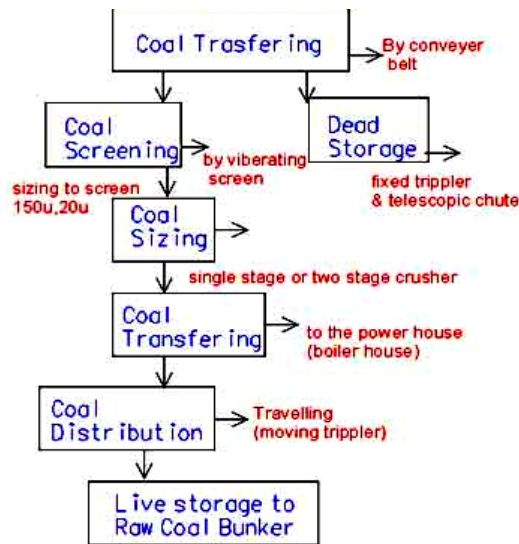 Coal Trasfering
By conveyer
belt
Coal
Screening
by viberating
screen
Dead
Storage
fixed trippler
& telescopic chute
sizing to screen
150u,20u
Coal
Sizing
single stage or two stage crusher
Coal
Transfering
to the power house
(boiler house)
Coal
Distribution
Travelling
(moving trippler)
Live storage to
Raw Coal Bunker